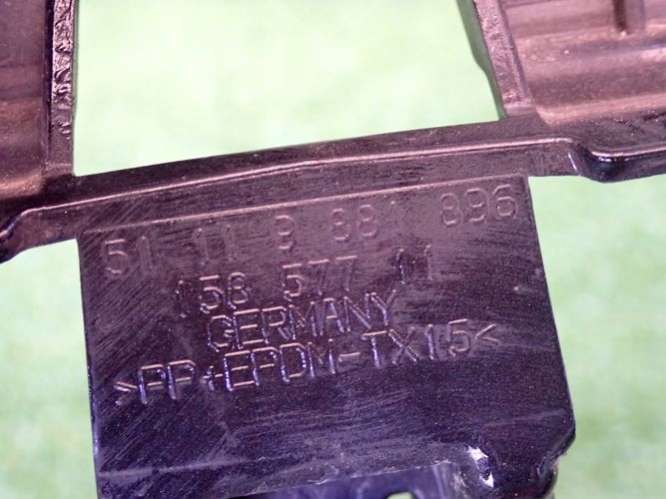 51 11 9 881 896
158 577 11
GERMANY
>PP+EPDM-TX15<